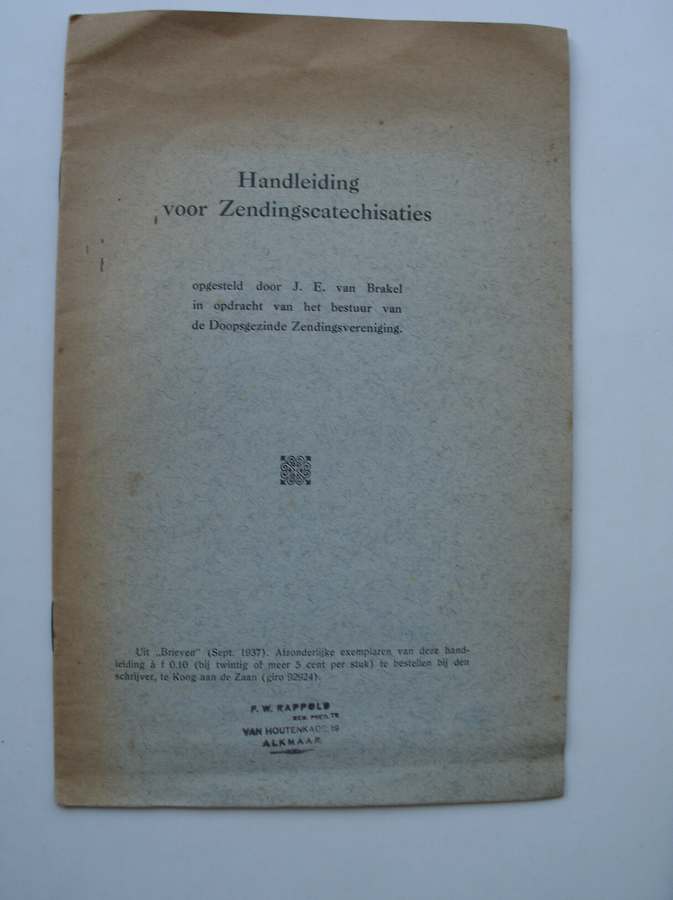 Handleiding
voor Zendingscatechisaties
opgesteld door J. E. van Brakel
in opdracht van het bestuur van
de Doopsgezinde Zendingsvereniging.
Uit „Brieven" (Sept. 1937). Afzonderlijke exemplaren van deze hand-
leiding à f 0.10 (bij twintig of meer 5 cent per stuk) te bestellen bij den
schrijver, te Koog aan de Zaan (giro 92924).
P. W. RAPPOLD
VAN HOUTENKADE 19
ALKMAAR